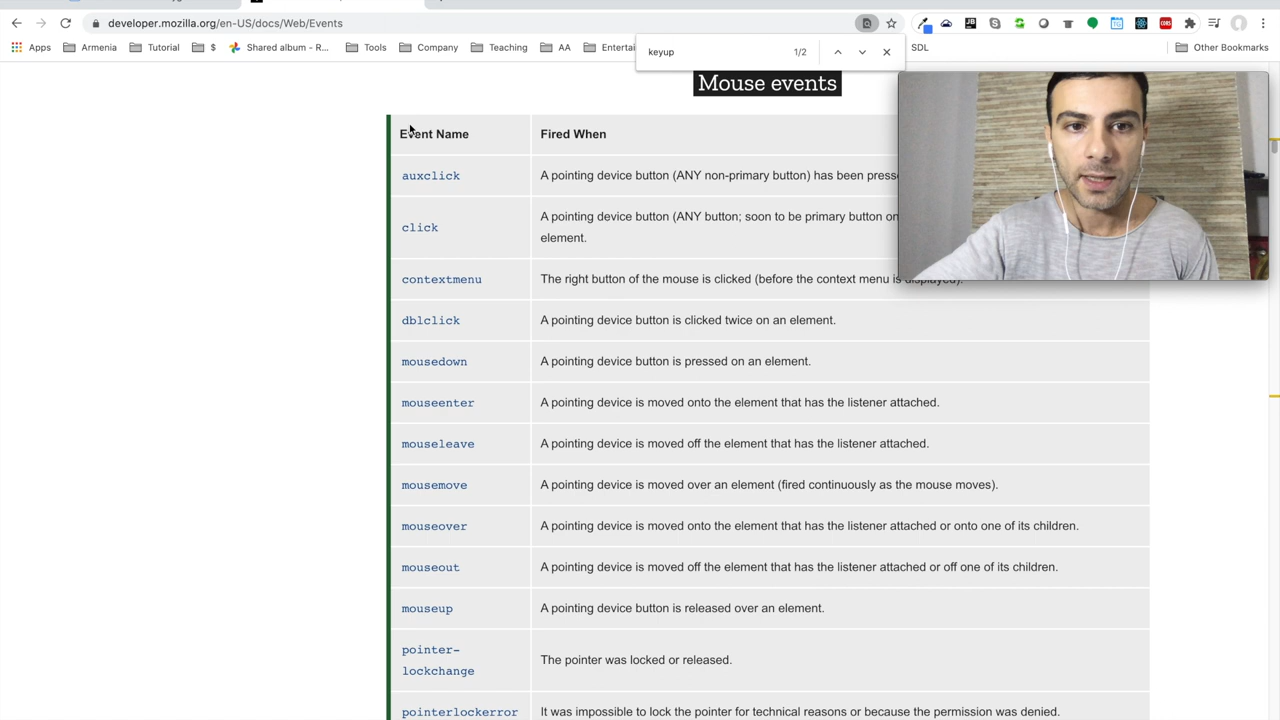 developer.mozilla.org/en-US/docs/Web/Events
Apps Armenia Tutorial $ Shared album - R... Tools Company Teaching AA Enterta SDL Other Bookmarks
keyup 1/2
Mouse events
Event Name Fired When
auxclick A pointing device button (ANY non-primary button) has been press
click A pointing device button (ANY button; soon to be primary button on
element.
contextmenu The right button of the mouse is clicked (before the context menu is displayed).
dblclick A pointing device button is clicked twice on an element.
mousedown A pointing device button is pressed on an element.
mouseenter A pointing device is moved onto the element that has the listener attached.
mouseleave A pointing device is moved off the element that has the listener attached.
mousemove A pointing device is moved over an element (fired continuously as the mouse moves).
mouseover A pointing device is moved onto the element that has the listener attached or onto one of its children.
mouseout A pointing device is moved off the element that has the listener attached or off one of its children.
mouseup A pointing device button is released over an element.
pointer-
lockchange The pointer was locked or released.
pointerlockerror It was impossible to lock the pointer for technical reasons or because the permission was denied.